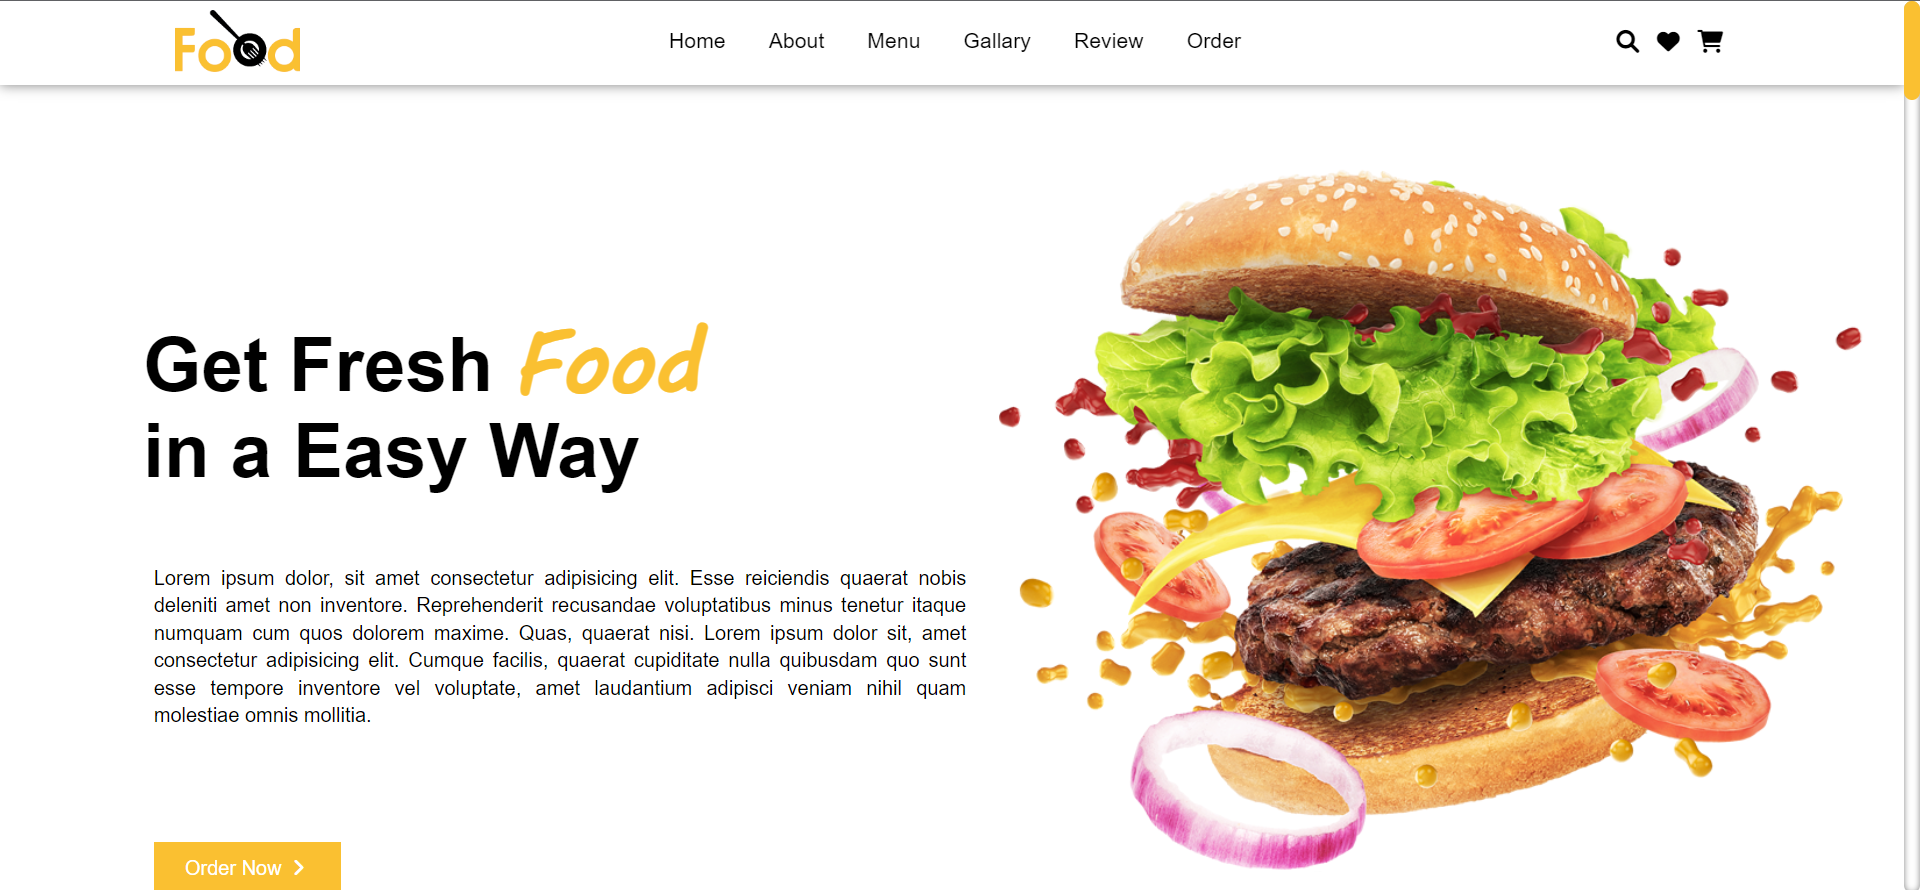 Food
Home About Menu Gallary Review Order
Get Fresh Food
in a Easy Way
Lorem ipsum dolor, sit amet consectetur adipisicing elit. Esse reiciendis quaerat nobis
deleniti amet non inventore. Reprehenderit recusandae voluptatibus minus tenetur itaque
numquam cum quos dolorem maxime. Quas, quaerat nisi. Lorem ipsum dolor sit, amet
consectetur adipisicing elit. Cumque facilis, quaerat cupiditate nulla quibusdam quo sunt
esse tempore inventore vel voluptate, amet laudantium adipisci veniam nihil quam
molestiae omnis mollitia.
Order Now